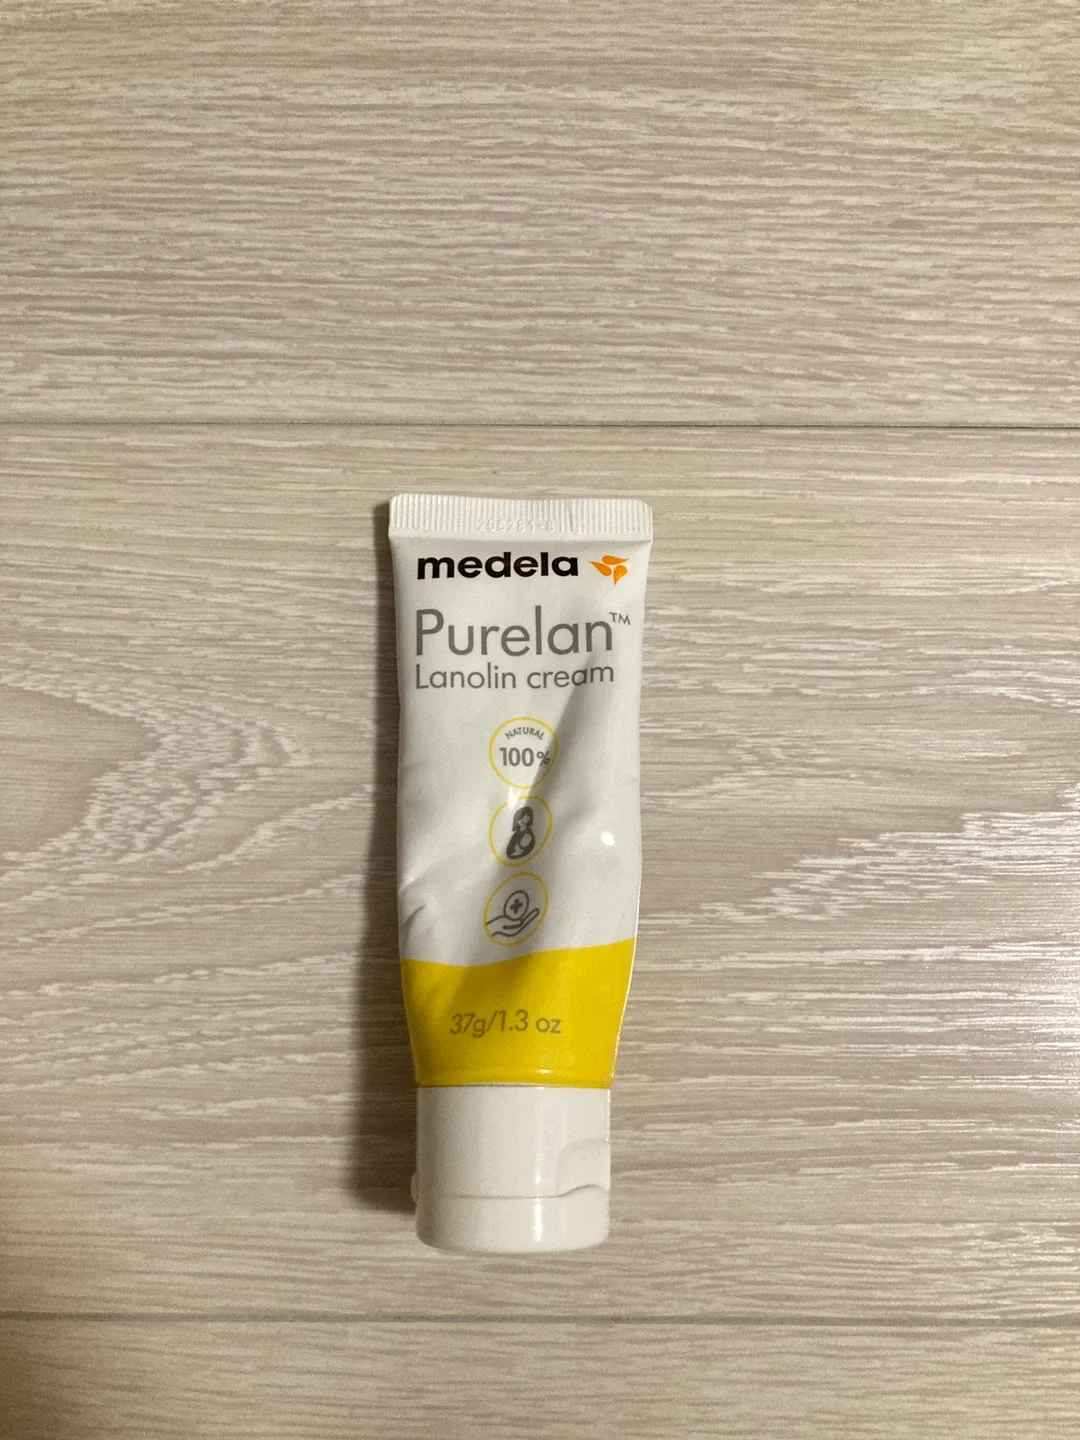 medela
Purelan™
Lanolin cream
NATURAL
100%
37g/1.3 oz